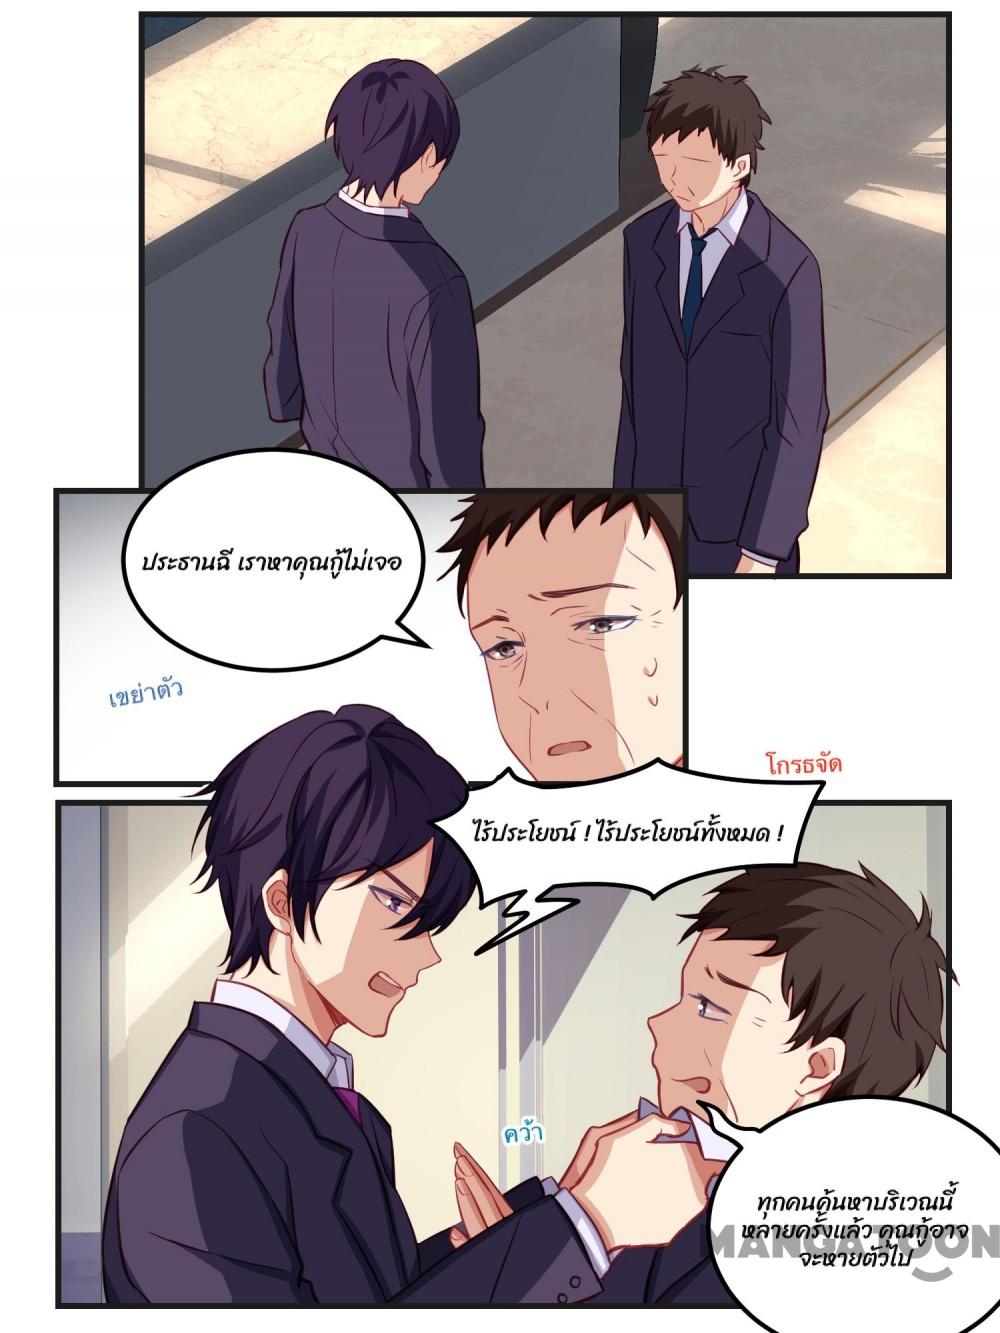 ประธานฉี เราหาคุณกู้ไม่เจอ
เขย่าตัว
โกรธจัด
ไร้ประโยชน์ ! ไร้ประโยชน์ทั้งหมด !
คว้า
ทุกคนค้นหาบริเวณนี้
หลายครั้งแล้ว คุณกู้อาจ
จะหายตัวไป
MANGATOON